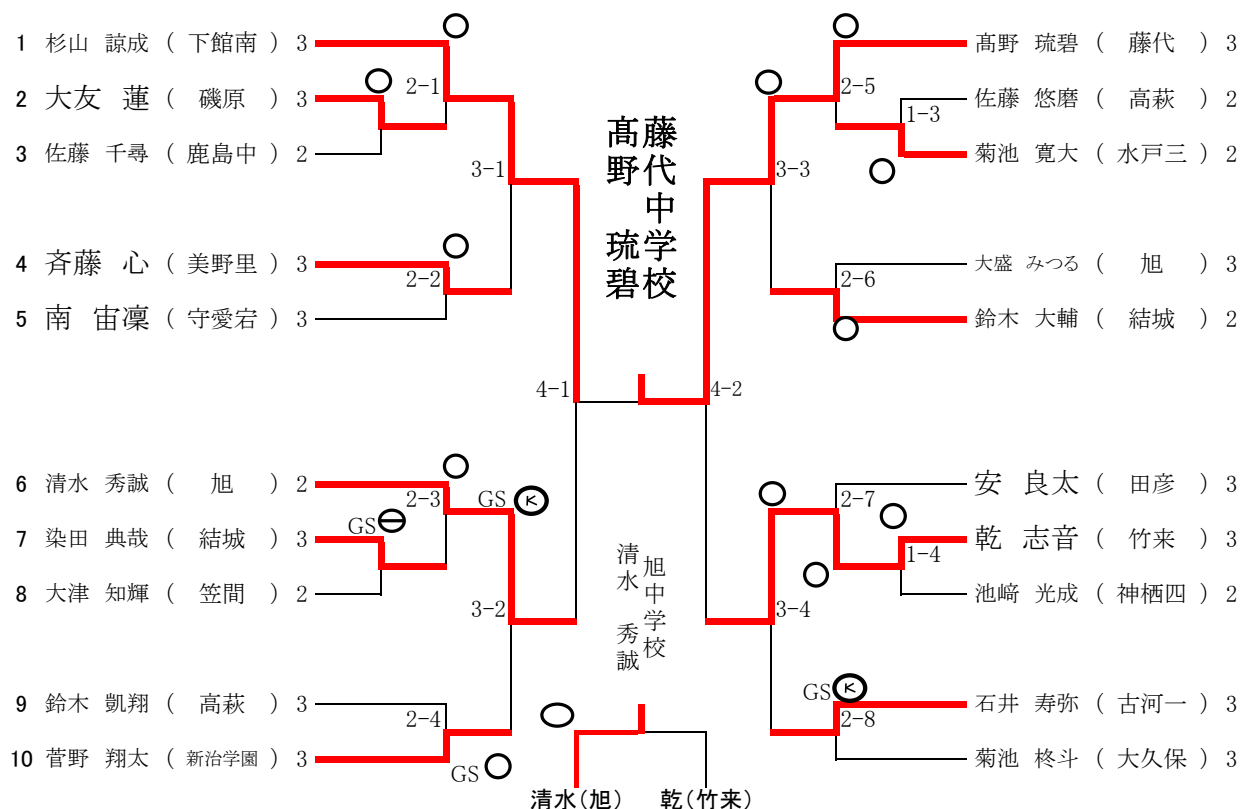 1 杉山 諒成 ( 下館南 ) 3
2 大友 蓮 ( 磯原 ) 3
3 佐藤 千尋 ( 鹿島中 ) 2
4 斉藤 心 ( 美野里 ) 3
5 南 宙凜 ( 守愛宕 ) 3
6 清水 秀誠 ( 旭 ) 2
7 染田 典哉 ( 結城 ) 3
8 大津 知輝 ( 笠間 ) 2
9 鈴木 凱翔 ( 高萩 ) 3
10 菅野 翔太 ( 新治学園 ) 3
2-1
3-1
2-2
4-1
2-3
GS K
GS
3-2
2-4
GS
藤代中学校
髙野 琉碧
旭中学校
清水 秀誠
清水(旭) 乾(竹来)
髙野 琉碧 ( 藤代 ) 3
佐藤 悠磨 ( 高萩 ) 2
菊池 寛大 ( 水戸三 ) 2
大盛 みつる ( 旭 ) 3
鈴木 大輔 ( 結城 ) 2
安 良太 ( 田彦 ) 3
乾 志音 ( 竹来 ) 3
池﨑 光成 ( 神栖四 ) 2
石井 寿弥 ( 古河一 ) 3
菊池 柊斗 ( 大久保 ) 3
2-5
1-3
3-3
2-6
4-2
2-7
1-4
3-4
GS K
2-8